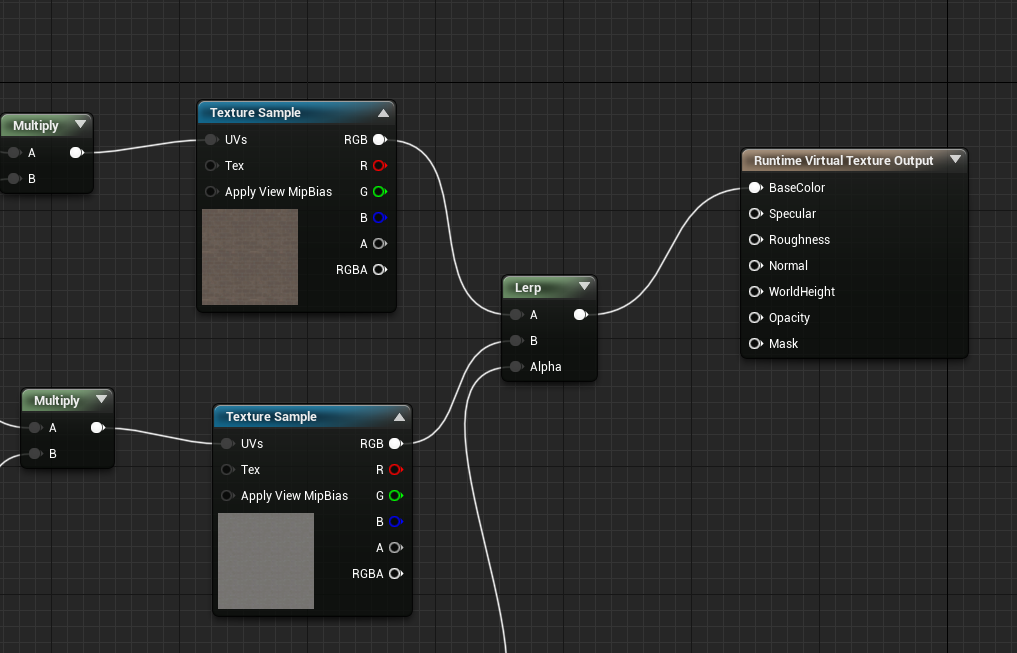 Multiply
A
B
Texture Sample
UVs
RGB
Tex
R
Apply View MipBias
G
B
A
RGBA
Multiply
A
B
Texture Sample
UVs
RGB
Tex
R
Apply View MipBias
G
B
A
RGBA
Lerp
A
B
Alpha
Runtime Virtual Texture Output
BaseColor
Specular
Roughness
Normal
WorldHeight
Opacity
Mask